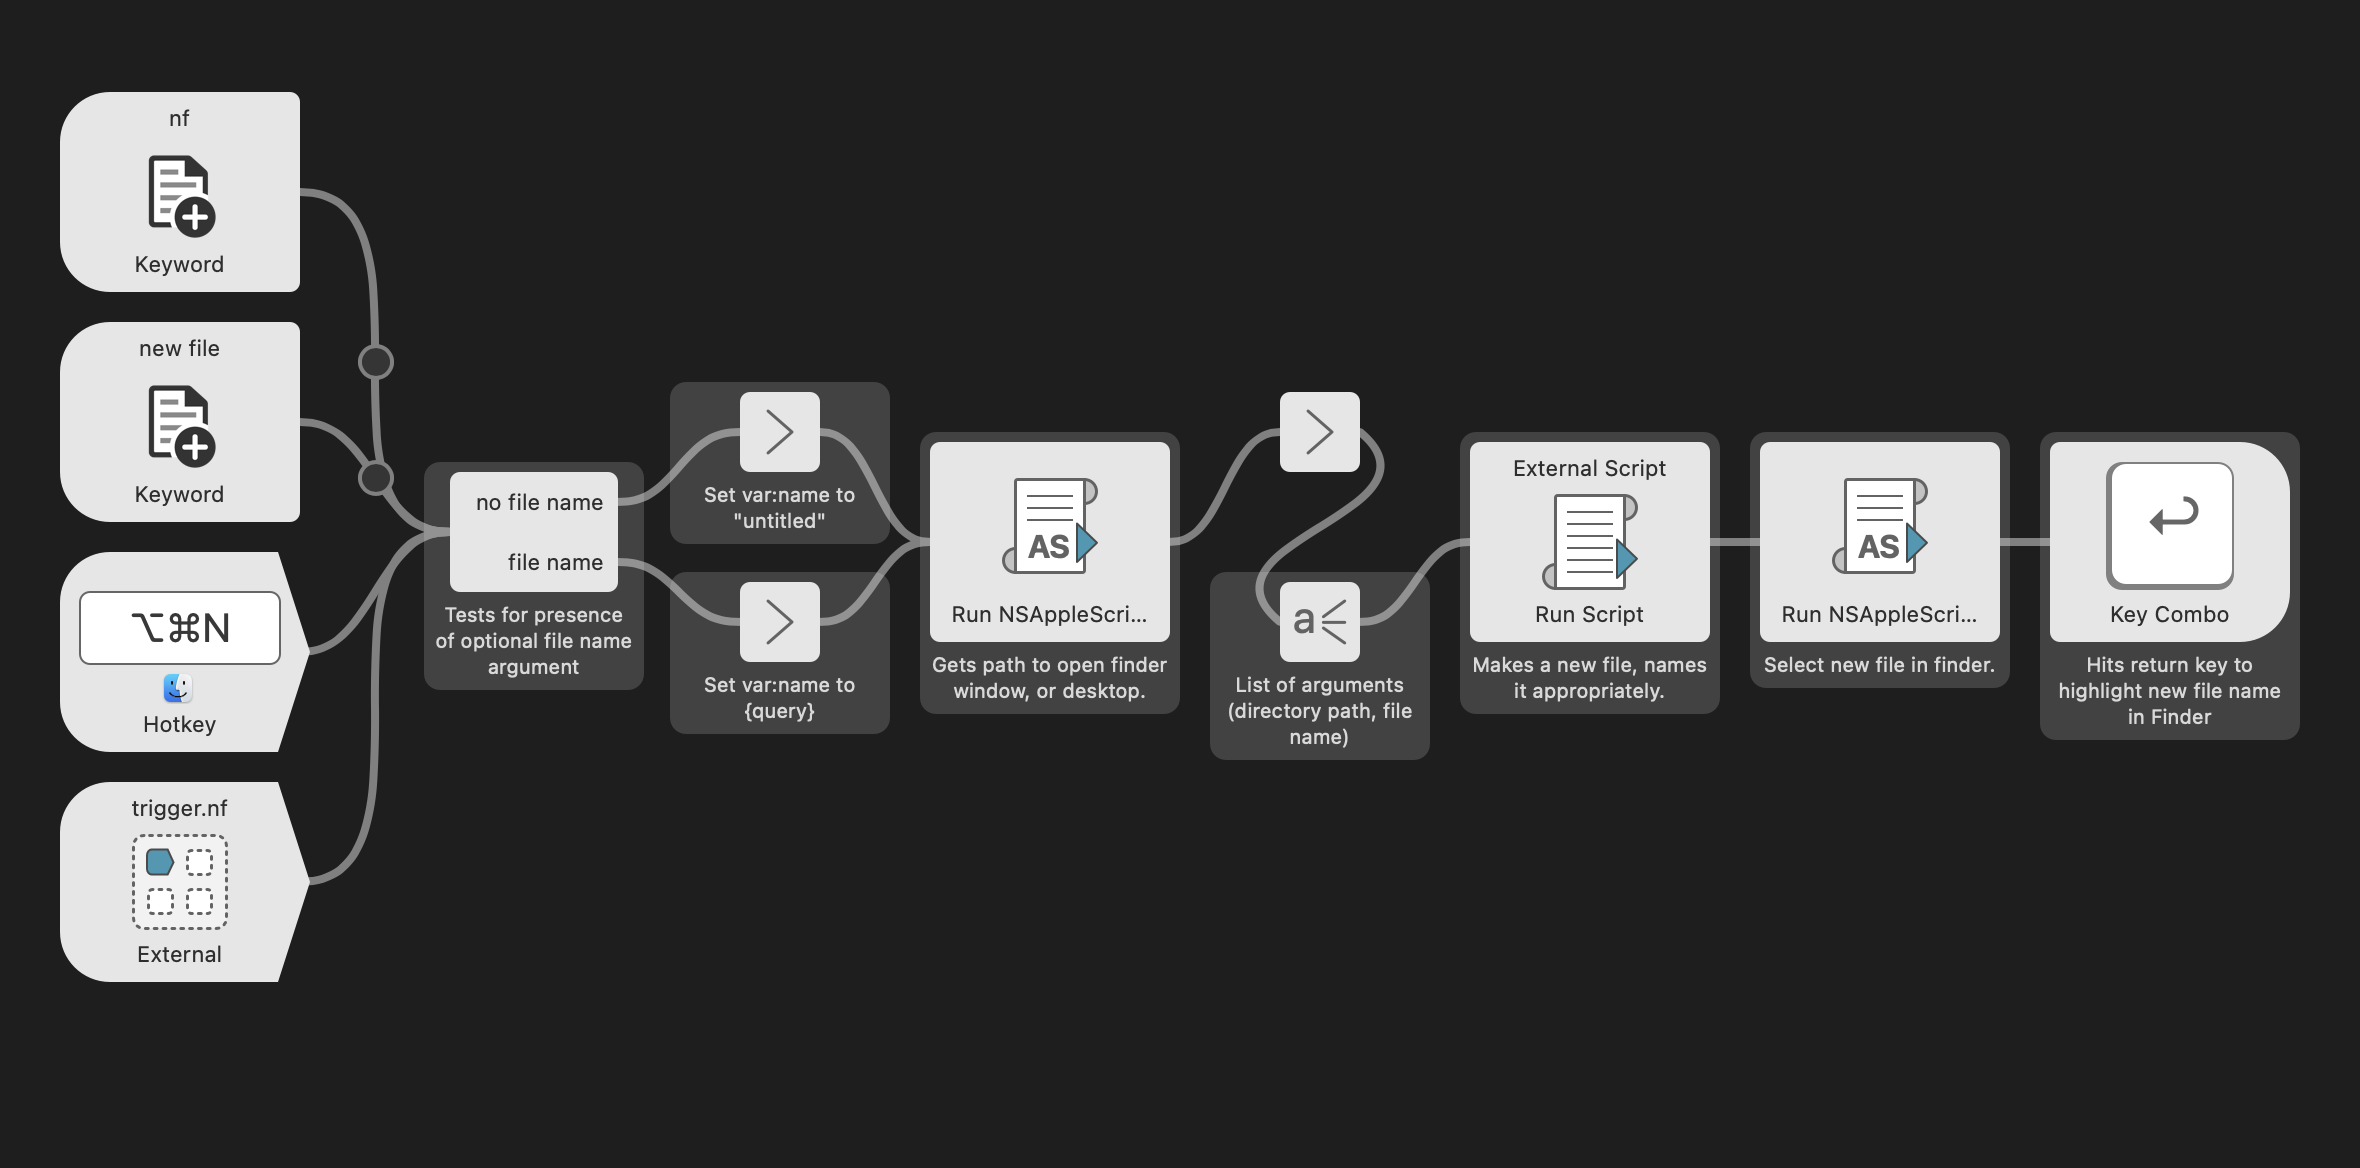 nf
Keyword
new file
Keyword
⌥⌘N
Hotkey
trigger.nf
External
no file name
file name
Tests for presence
of optional file name
argument
Set var:name to
"untitled"
Set var:name to
{query}
AS
Run NSAppleScri...
Gets path to open finder
window, or desktop.
a
List of arguments
(directory path, file
name)
External Script
Run Script
Makes a new file, names
it appropriately.
AS
Run NSAppleScri...
Select new file in finder.
Key Combo
Hits return key to
highlight new file name
in Finder